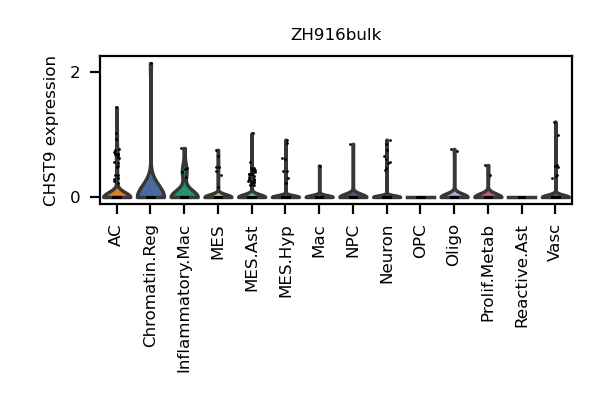 ZH916bulk
CHST9 expression
2
0
AC
Chromatin.Reg
Inflammatory.Mac
MES
MES.Ast
MES.Hyp
Mac
NPC
Neuron
OPC
Oligo
Prolif.Metab
Reactive.Ast
Vasc